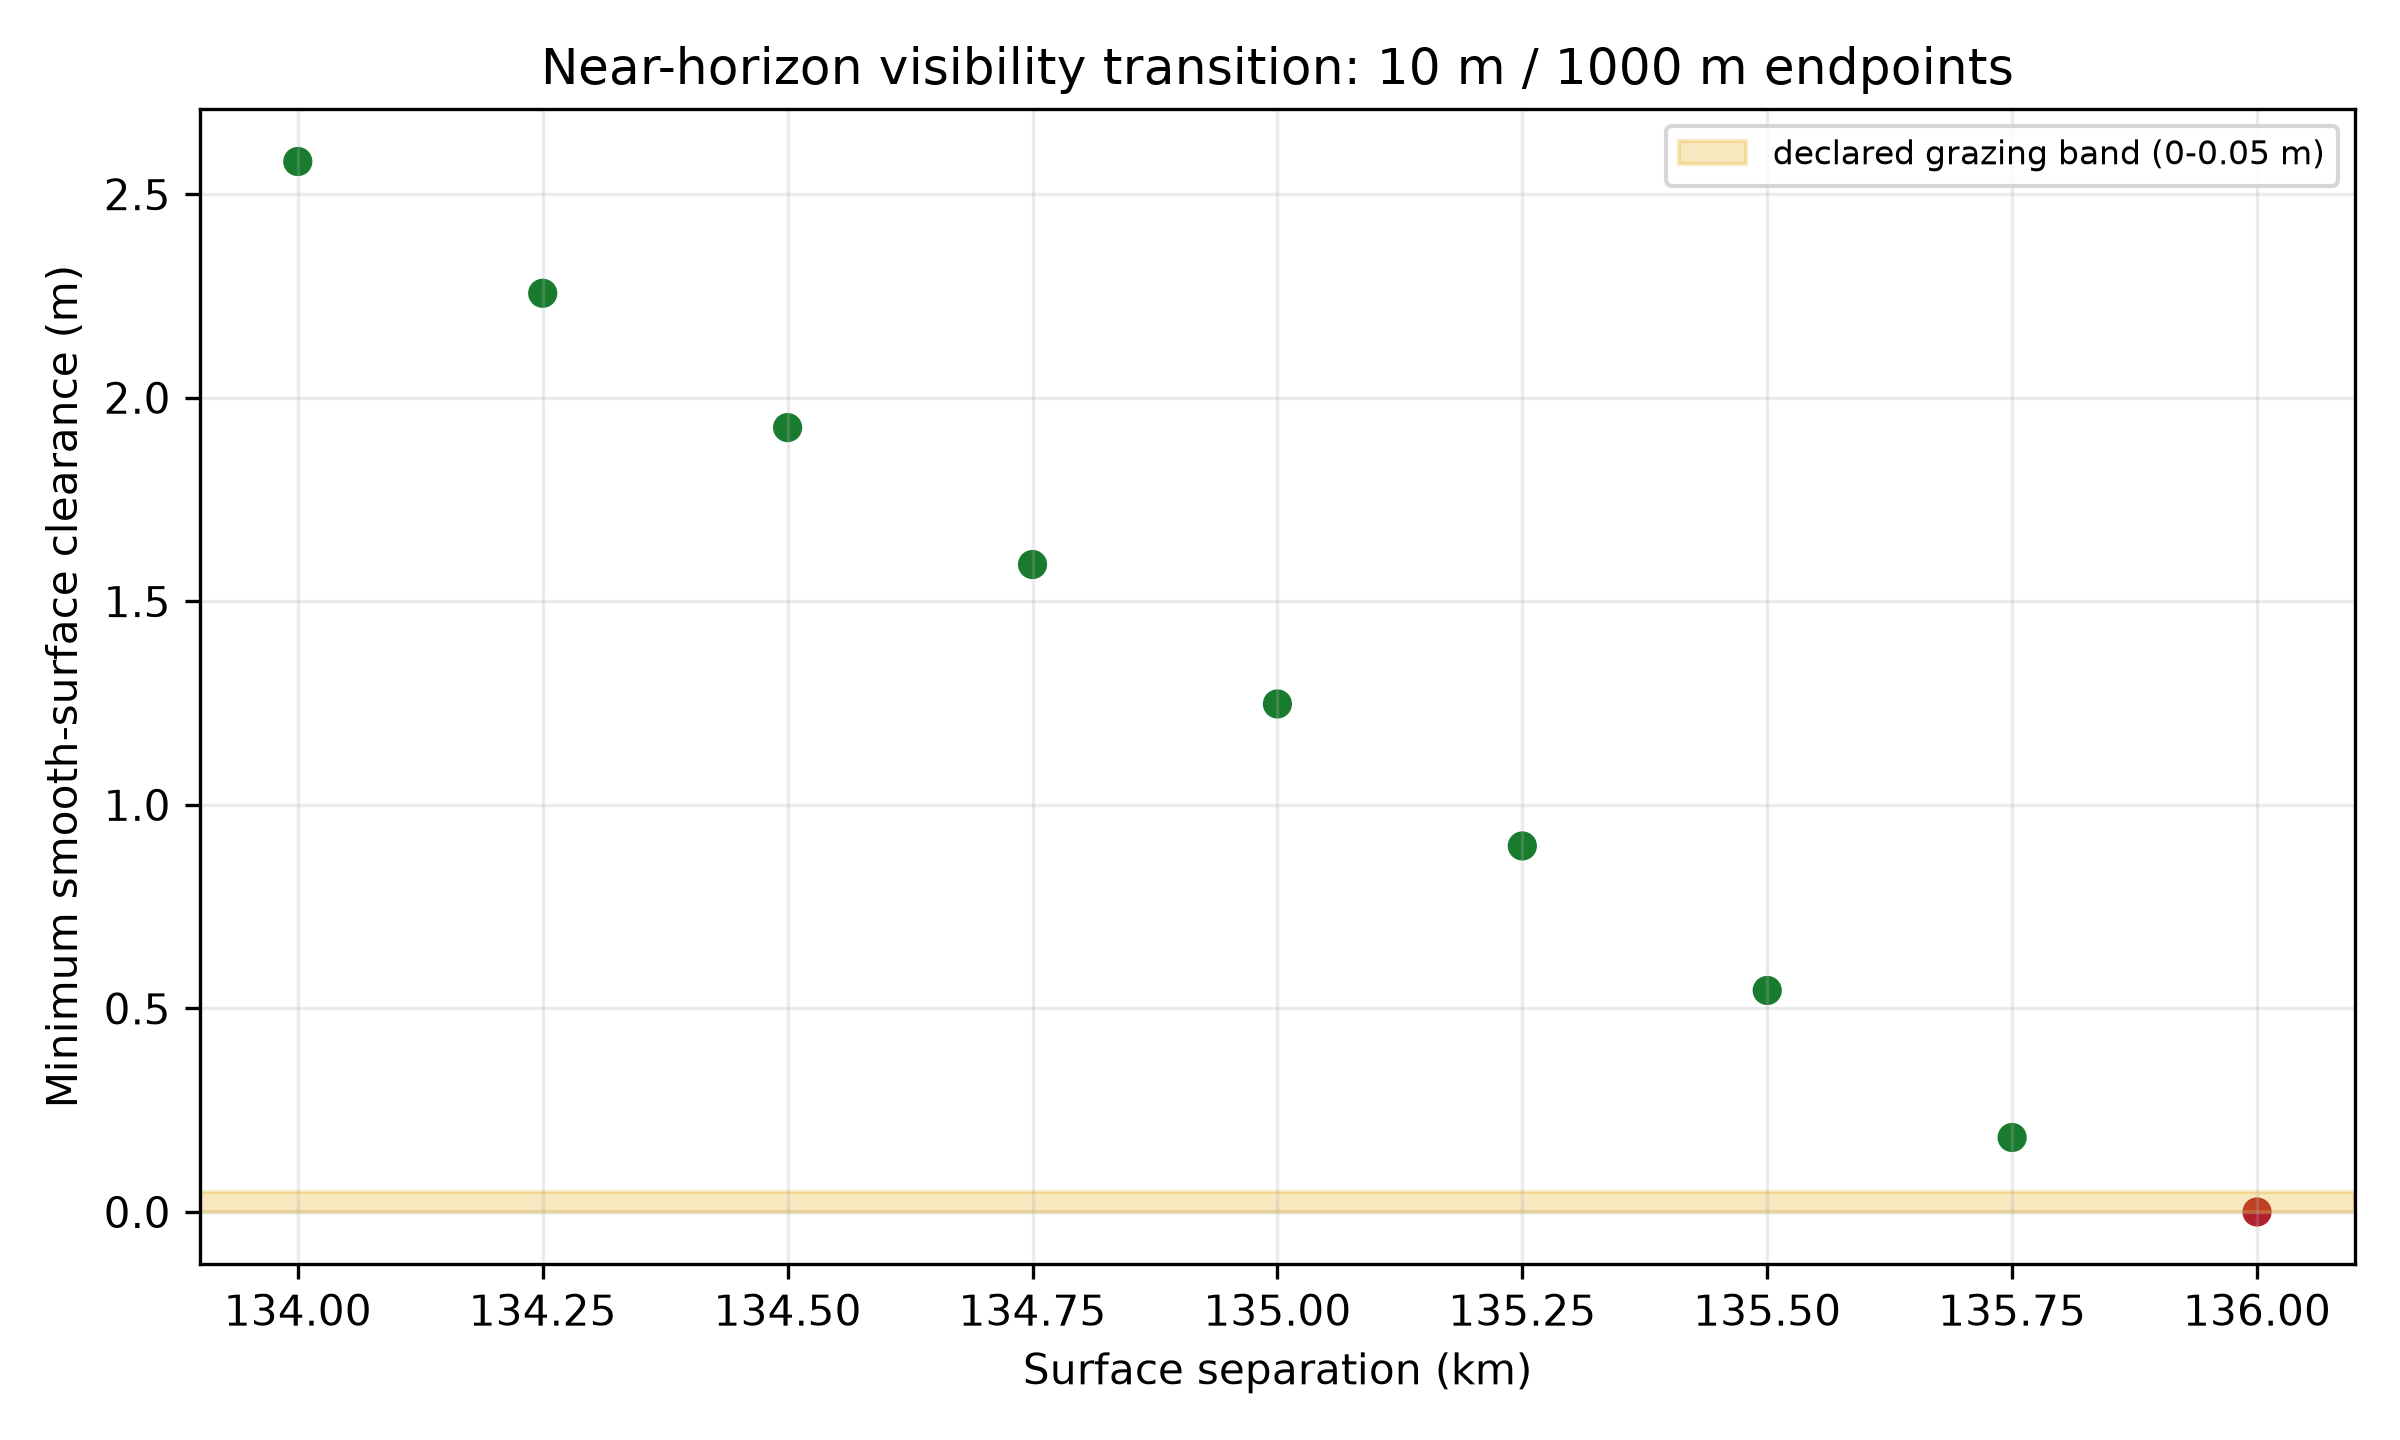 Near-horizon visibility transition: 10 m / 1000 m endpoints
declared grazing band (0-0.05 m)
Minimum smooth-surface clearance (m)
2.5
2.0
1.5
1.0
0.5
0.0
134.00 134.25 134.50 134.75 135.00 135.25 135.50 135.75 136.00
Surface separation (km)